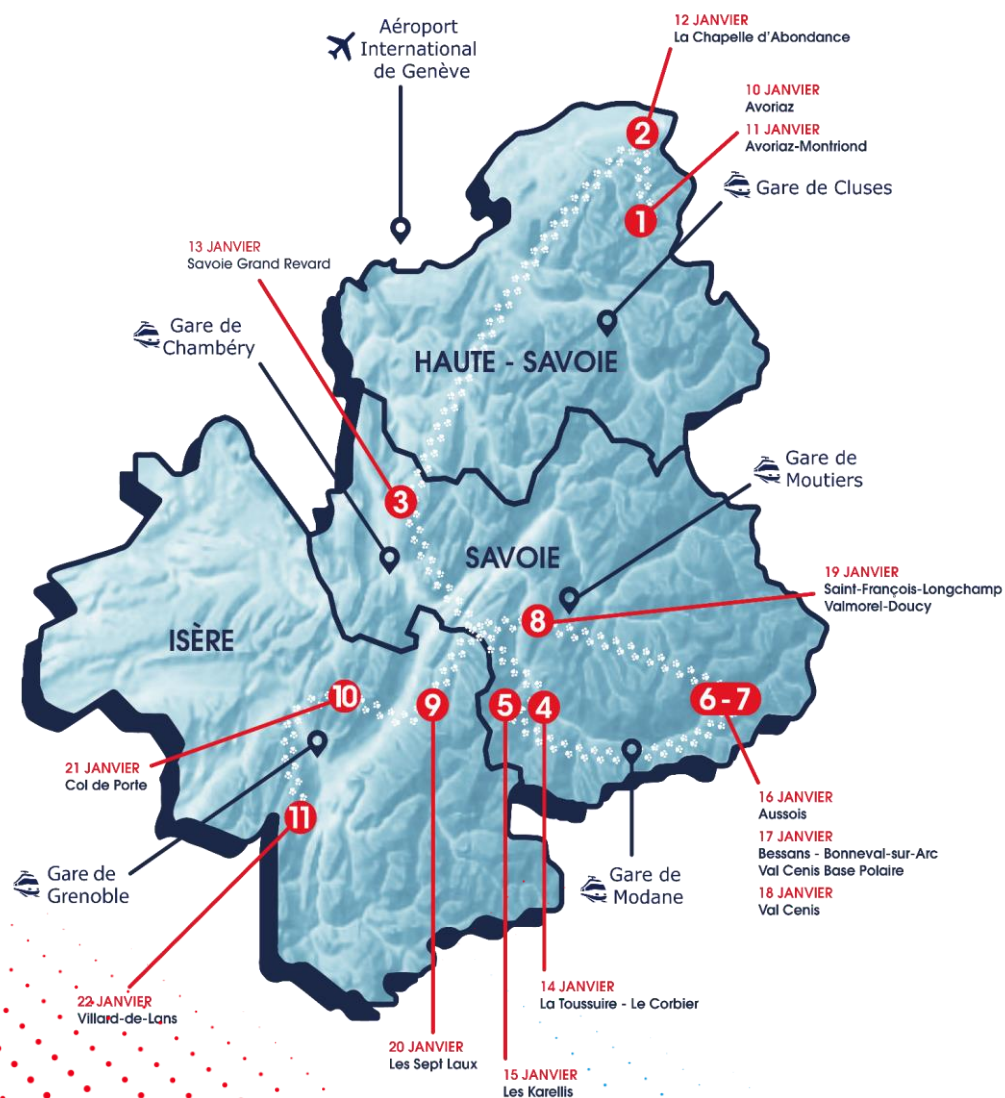 12 JANVIER
La Chapelle d'Abondance
Aéroport
International
de Genève
10 JANVIER
Avoriaz
11 JANVIER
Avoriaz-Montriond
2
Gare de Cluses
1
13 JANVIER
Savoie Grand Revard
Gare de
Chambéry
HAUTE - SAVOIE
Gare de
Moutiers
3
SAVOIE
19 JANVIER
Saint-François-Longchamp
Valmorel-Doucy
8
ISÈRE
10
9
5
4
6 - 7
21 JANVIER
Col de Porte
11
16 JANVIER
Aussois
17 JANVIER
Bessans - Bonneval-sur-Arc
Val Cenis Base Polaire
18 JANVIER
Val Cenis
Gare de
Grenoble
Gare de
Modane
22 JANVIER
Villard-de-Lans
14 JANVIER
La Toussuire - Le Corbier
20 JANVIER
Les Sept Laux
15 JANVIER
Les Karellis